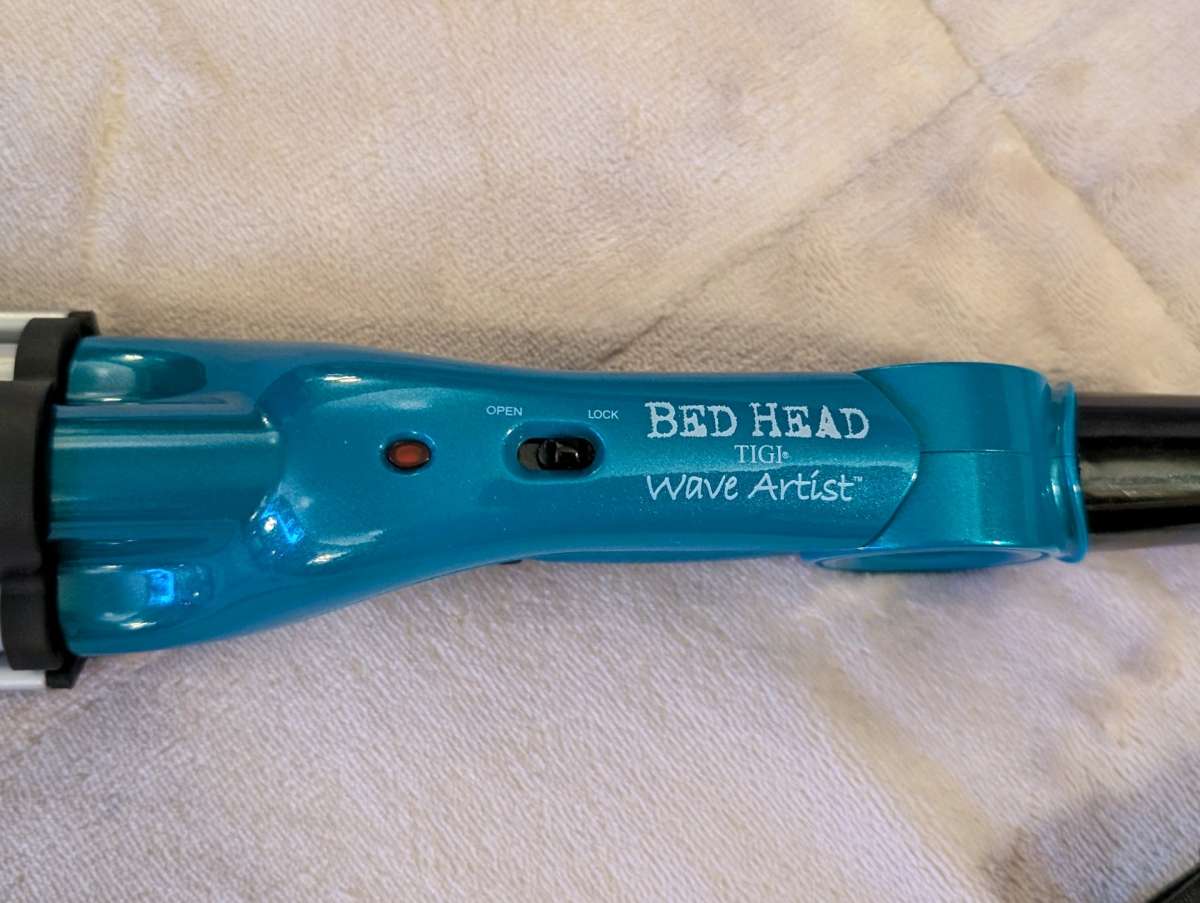 OPEN LOCK
BED HEAD
TIGI®
Wave Artist™